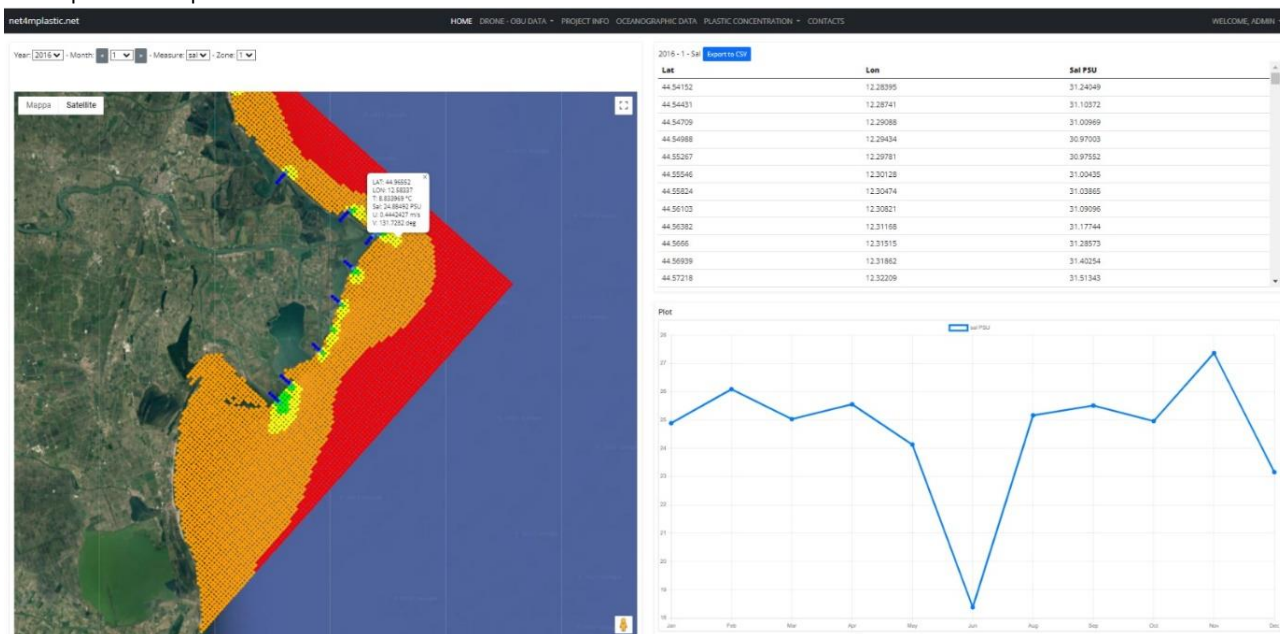 net4mplastic.net
HOME DRONE - OBU DATA PROJECT INFO OCEANOGRAPHIC DATA PLASTIC CONCENTRATION CONTACTS
WELCOME, ADMIN
Year: 2016 - Month: « 1 » - Measure: sal - Zone: 1
Mappa Satellite
LAT: 44.96952
LON: 12.58337
T: 8.833969 °C
Sal: 24.88492 PSU
U: 0.4442427 m/s
V: 131.7282 deg
2016 - 1 - Sal Export to CSV
Lat Lon Sal PSU
44.54152 12.28395 31.24049
44.54431 12.28741 31.10372
44.54709 12.29088 31.00969
44.54988 12.29434 30.97003
44.55267 12.29781 30.97552
44.55546 12.30128 31.00435
44.55824 12.30474 31.03865
44.56103 12.30821 31.09096
44.56382 12.31168 31.17744
44.5666 12.31515 31.28573
44.56939 12.31862 31.40254
44.57218 12.32209 31.51343
Plot
sal PSU
28
27
26
25
24
23
22
21
20
19
18
Jan Feb Mar Apr May Jun Aug Sep Oct Nov Dec